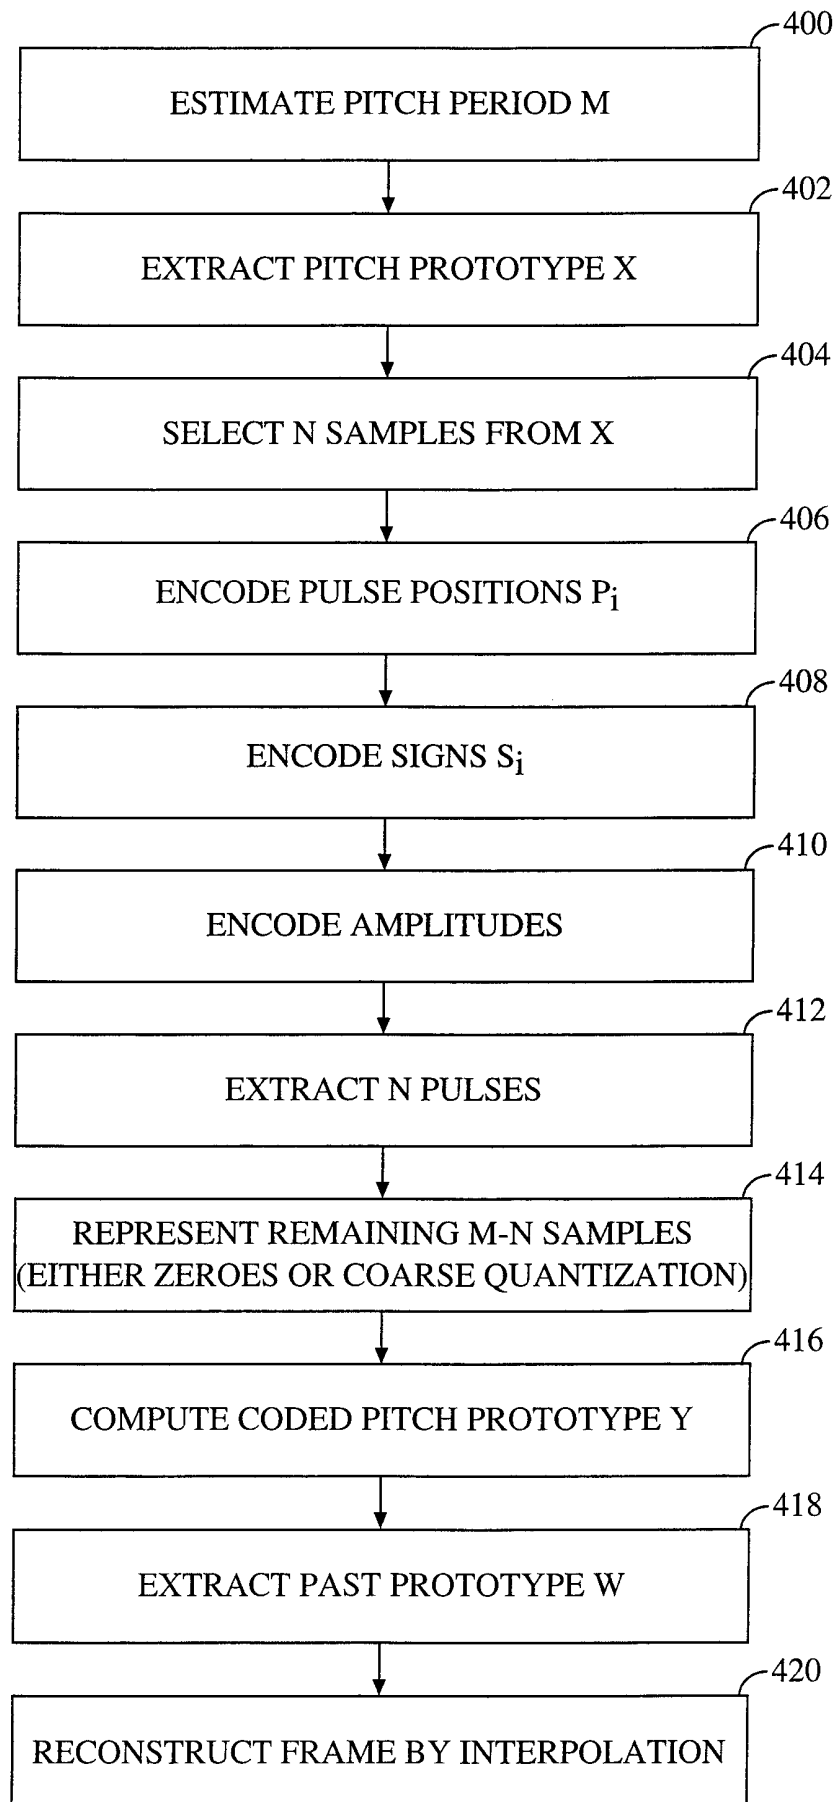 400
ESTIMATE PITCH PERIOD M
402
EXTRACT PITCH PROTOTYPE X
404
SELECT N SAMPLES FROM X
406
ENCODE PULSE POSITIONS Pi
408
ENCODE SIGNS Si
410
ENCODE AMPLITUDES
412
EXTRACT N PULSES
414
REPRESENT REMAINING M-N SAMPLES
(EITHER ZEROES OR COARSE QUANTIZATION)
416
COMPUTE CODED PITCH PROTOTYPE Y
418
EXTRACT PAST PROTOTYPE W
420
RECONSTRUCT FRAME BY INTERPOLATION